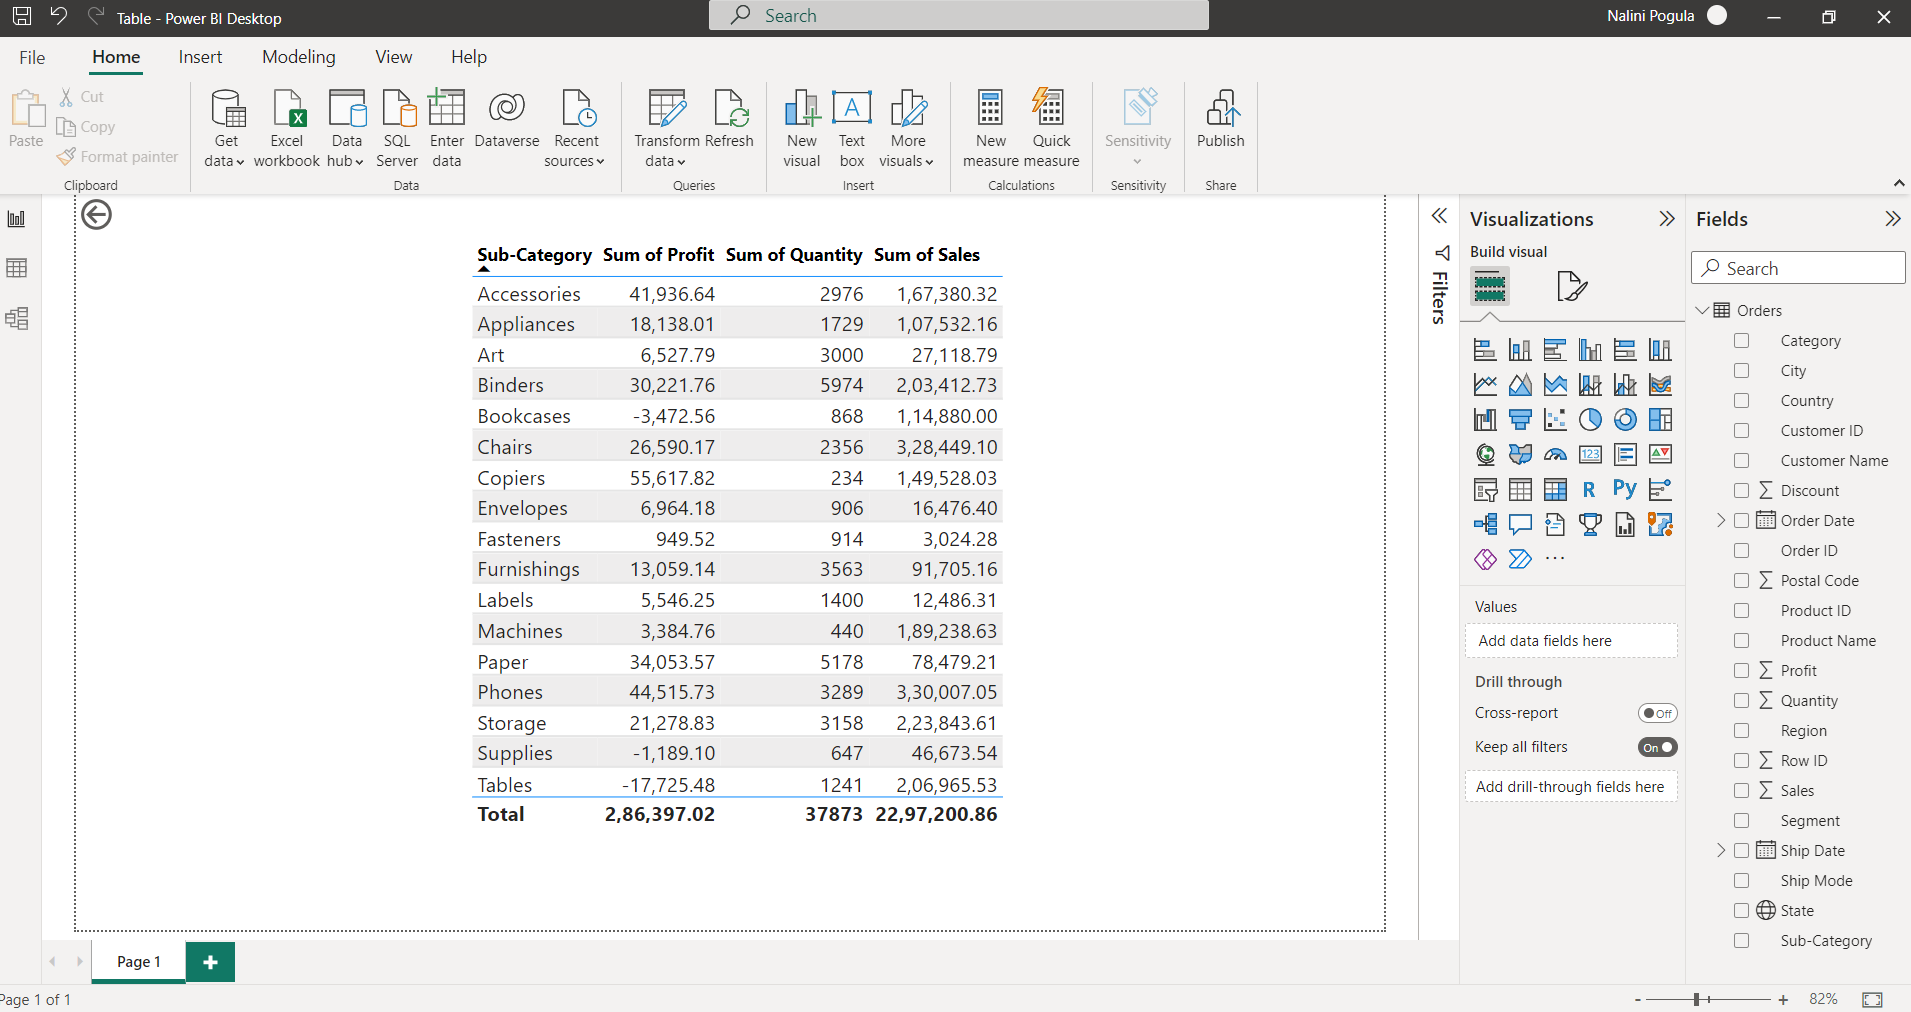 Table - Power BI Desktop
Search
Nalini Pogula
File Home Insert Modeling View Help
Paste
Cut
Copy
Format painter
Clipboard
Get data
Excel workbook
Data hub
SQL Server
Enter data
Dataverse
Recent sources
Data
Transform data
Refresh
Queries
New visual
Text box
More visuals
Insert
New measure
Quick measure
Calculations
Sensitivity
Sensitivity
Publish
Share
Sub-Category Sum of Profit Sum of Quantity Sum of Sales
Accessories 41,936.64 2976 1,67,380.32
Appliances 18,138.01 1729 1,07,532.16
Art 6,527.79 3000 27,118.79
Binders 30,221.76 5974 2,03,412.73
Bookcases -3,472.56 868 1,14,880.00
Chairs 26,590.17 2356 3,28,449.10
Copiers 55,617.82 234 1,49,528.03
Envelopes 6,964.18 906 16,476.40
Fasteners 949.52 914 3,024.28
Furnishings 13,059.14 3563 91,705.16
Labels 5,546.25 1400 12,486.31
Machines 3,384.76 440 1,89,238.63
Paper 34,053.57 5178 78,479.21
Phones 44,515.73 3289 3,30,007.05
Storage 21,278.83 3158 2,23,843.61
Supplies -1,189.10 647 46,673.54
Tables -17,725.48 1241 2,06,965.53
Total 2,86,397.02 37873 22,97,200.86
Filters
Visualizations
Build visual
123
R Py
Values
Add data fields here
Drill through
Cross-report Off
Keep all filters On
Add drill-through fields here
Fields
Search
Orders
Category
City
Country
Customer ID
Customer Name
Discount
Order Date
Order ID
Postal Code
Product ID
Product Name
Profit
Quantity
Region
Row ID
Sales
Segment
Ship Date
Ship Mode
State
Sub-Category
Page 1
Page 1 of 1
- + 82%